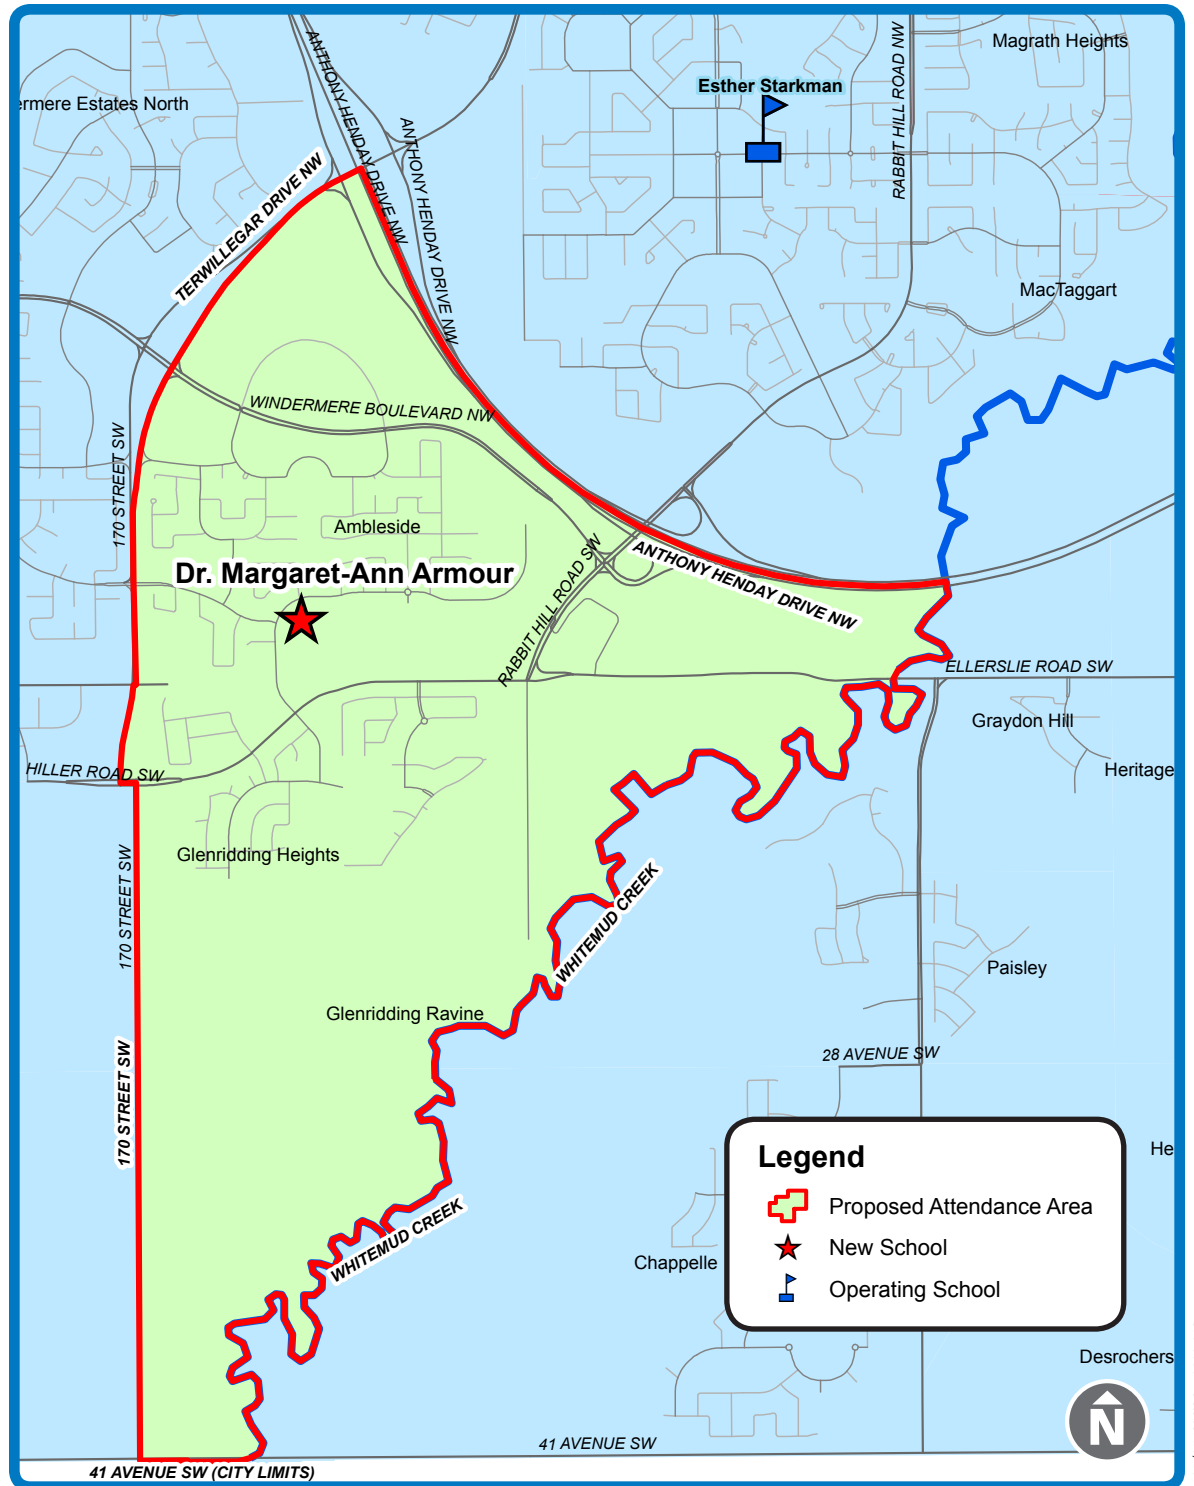 Magrath Heights
Esther Starkman
ermere Estates North
ANTHONY HENDAY DRIVE NW
ANTHONY HENDAY DRIVE NW
RABBIT HILL ROAD NW
TERWILLEGAR DRIVE NW
MacTaggart
WINDERMERE BOULEVARD NW
170 STREET SW
Ambleside
Dr. Margaret-Ann Armour
RABBIT HILL ROAD SW
ANTHONY HENDAY DRIVE NW
ELLERSLIE ROAD SW
Graydon Hill
HILLER ROAD SW
Heritage
Glenridding Heights
170 STREET SW
WHITEMUD CREEK
Paisley
Glenridding Ravine
28 AVENUE SW
170 STREET SW
Legend
Proposed Attendance Area
New School
Operating School
He
WHITEMUD CREEK
Chappelle
Desrochers
N
41 AVENUE SW
41 AVENUE SW (CITY LIMITS)